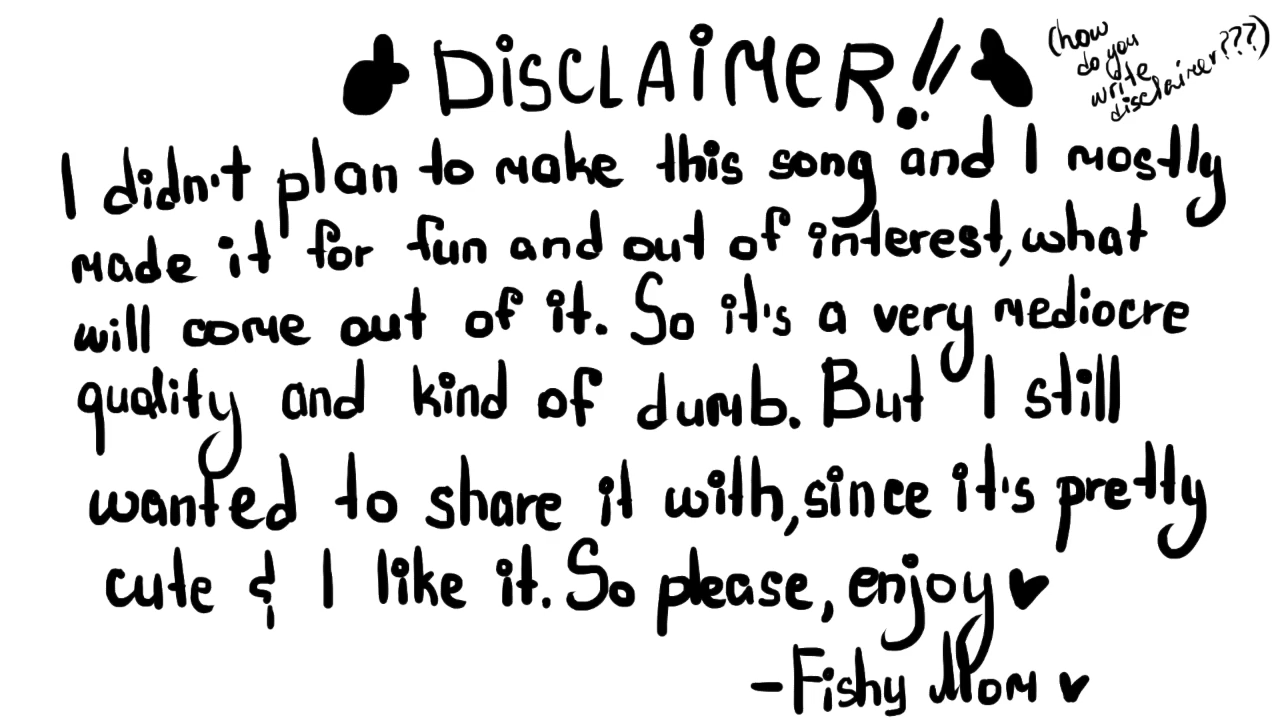 DISCLAIMER!!
(how
do you
write
disclaimer???)
I didn't plan to make this song and I mostly
made it for fun and out of interest, what
will come out of it. So it's a very mediocre
quality and kind of dumb. But I still
wanted to share it with, since it's pretty
cute & I like it. So please, enjoy ♥
-Fishy Mom ♥